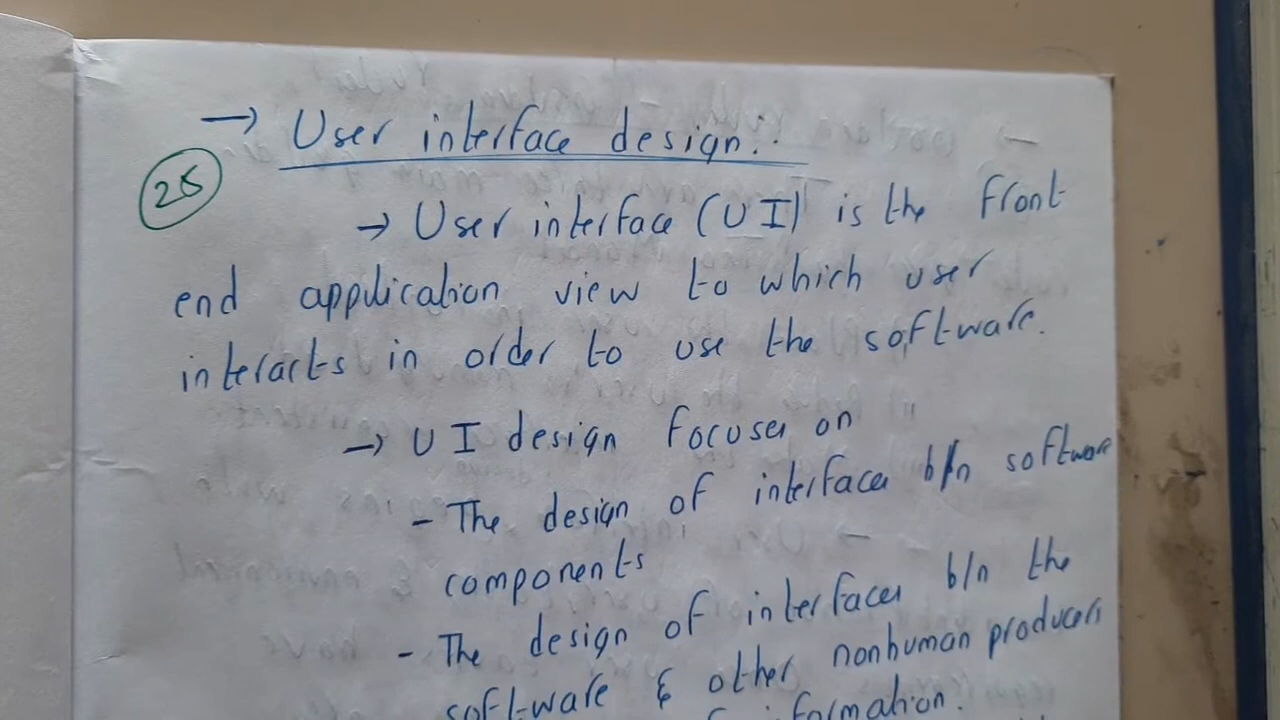 → User interface design:
25
→ User interface (UI) is the front
end application view to which user
interacts in order to use the software.
→ UI design focuses on
- The design of interfaces b/n software
components
- The design of interfaces b/n the
software & other nonhuman producers
of information.